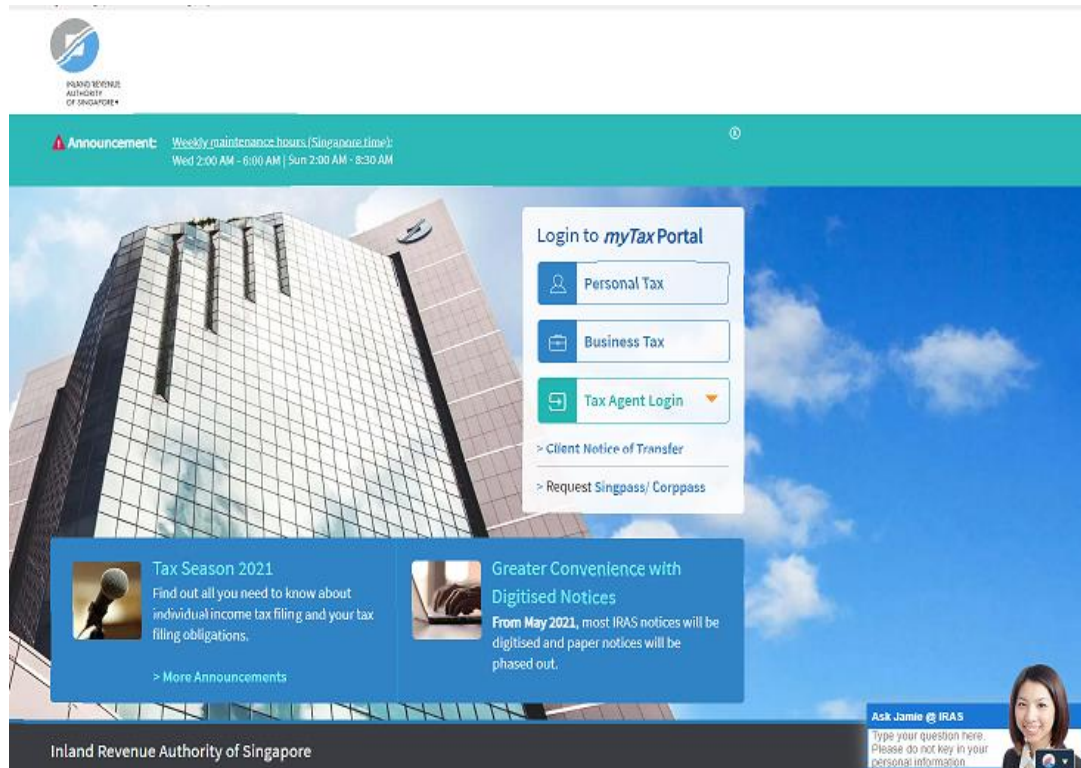 INLAND REVENUE
AUTHORITY
OF SINGAPORE
Announcement: Weekly maintenance hours (Singapore time):
Wed 2:00 AM - 6:00 AM | Sun 2:00 AM - 8:30 AM
Login to myTax Portal
Personal Tax
Business Tax
Tax Agent Login
> Client Notice of Transfer
> Request Singpass/ Corppass
Tax Season 2021
Find out all you need to know about
individual income tax filing and your tax
filing obligations.
> More Announcements
Greater Convenience with
Digitised Notices
From May 2021, most IRAS notices will be
digitised and paper notices will be
phased out.
Ask Jamie @ IRAS
Type your question here.
Please do not key in your
personal information
Inland Revenue Authority of Singapore